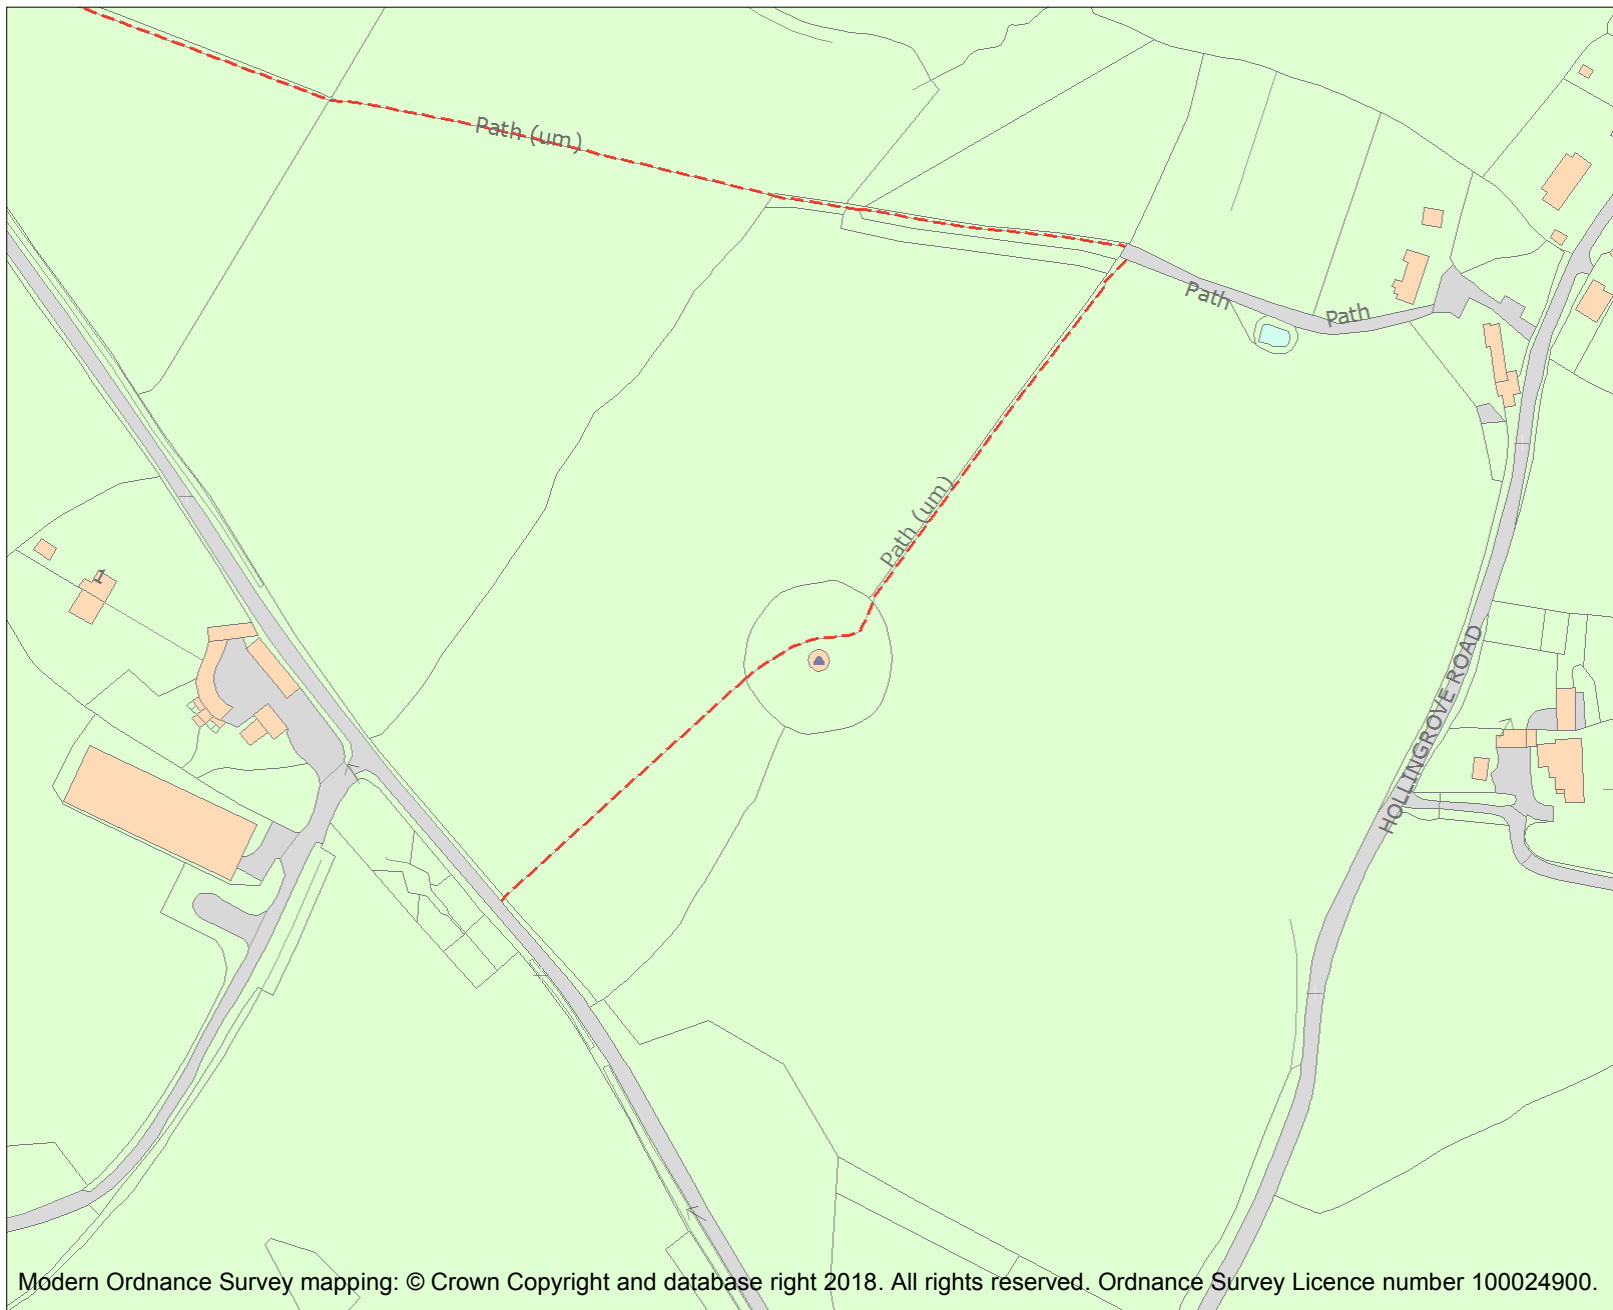 Path (um)
Path
Path
Path (um)
1
HOLLINGROVE ROAD
Modern Ordnance Survey mapping: © Crown Copyright and database right 2018. All rights reserved. Ordnance Survey Licence number 100024900.